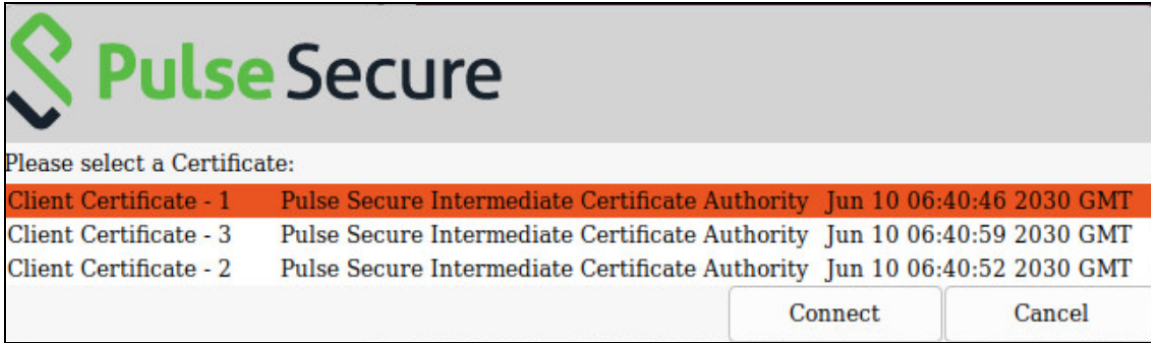 Pulse Secure
Please select a Certificate:
Client Certificate - 1 Pulse Secure Intermediate Certificate Authority Jun 10 06:40:46 2030 GMT
Client Certificate - 3 Pulse Secure Intermediate Certificate Authority Jun 10 06:40:59 2030 GMT
Client Certificate - 2 Pulse Secure Intermediate Certificate Authority Jun 10 06:40:52 2030 GMT
Connect Cancel